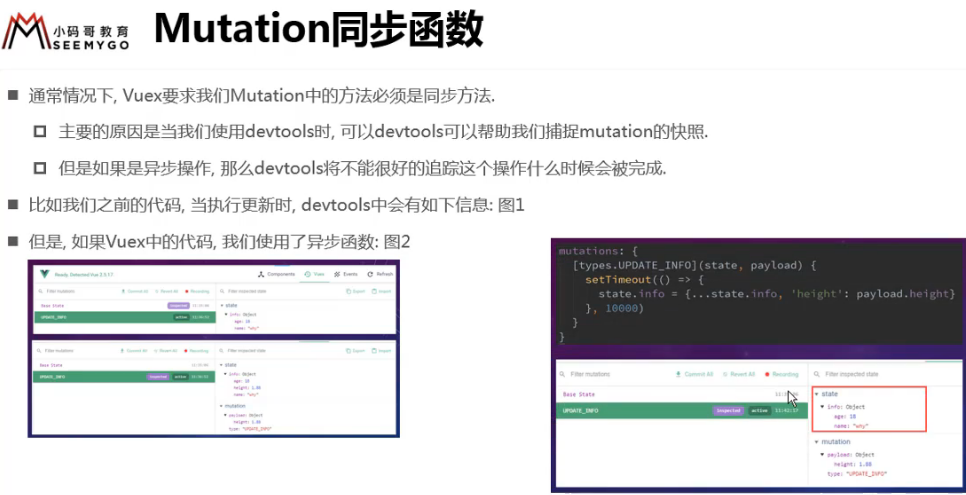 小码哥教育
SEEMYGO
Mutation同步函数
通常情况下, Vuex要求我们Mutation中的方法必须是同步方法.
主要的原因是当我们使用devtools时, 可以devtools可以帮助我们捕捉mutation的快照.
但是如果是异步操作, 那么devtools将不能很好的追踪这个操作什么时候会被完成.
比如我们之前的代码, 当执行更新时, devtools中会有如下信息: 图1
但是, 如果Vuex中的代码, 我们使用了异步函数: 图2
Ready. Detected Vue 2.5.17
Components
Vuex
Events
Refresh
Filter mutations
Commit All
Revert All
Recording
Filter inspected state
Export
Import
Base State
inspected
UPDATE_INFO
active
state
info: Object
age: 18
name: "why"
Filter mutations
Commit All
Revert All
Recording
Filter inspected state
Export
Import
Base State
UPDATE_INFO
inspected
active
state
info: Object
age: 18
height: 1.88
name: "why"
mutation
payload: Object
height: 1.88
type: "UPDATE_INFO"
mutations: {
[types.UPDATE_INFO](state, payload) {
setTimeout(() => {
state.info = {...state.info, 'height': payload.height}
}, 10000)
}
}
Filter mutations
Commit All
Revert All
Recording
Filter inspected state
Base State
UPDATE_INFO
inspected
active
state
info: Object
age: 18
name: "why"
mutation
payload: Object
height: 1.88
type: "UPDATE_INFO"